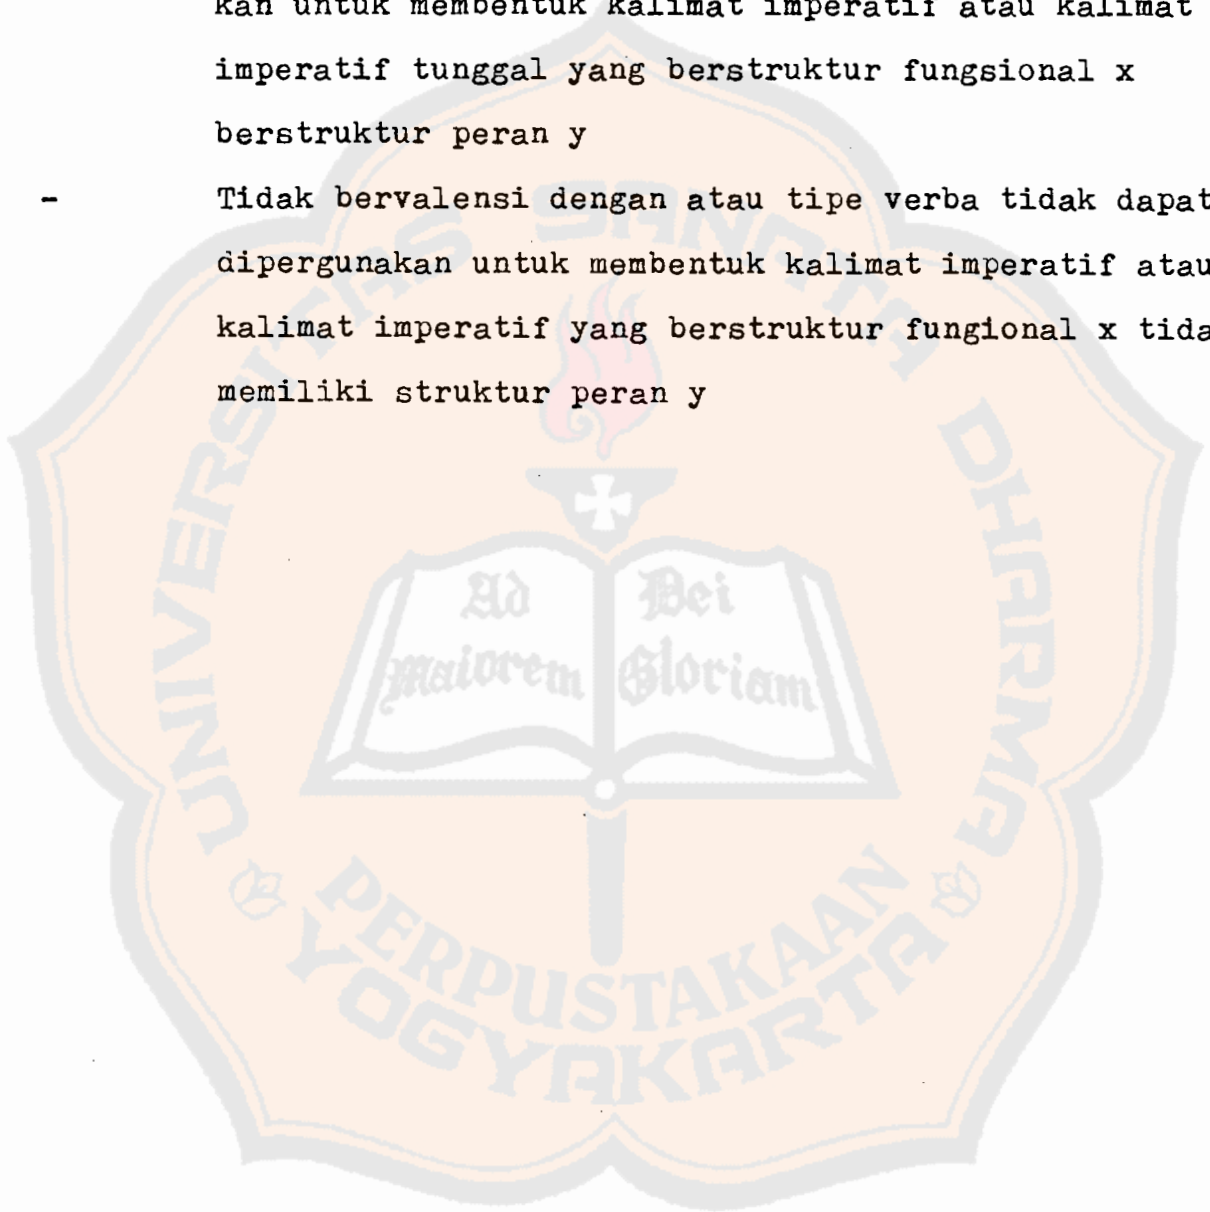 kan untuk membentuk kalimat imperatif atau kalimat
imperatif tunggal yang berstruktur fungsional x
berstruktur peran y
- Tidak bervalensi dengan atau tipe verba tidak dapat
dipergunakan untuk membentuk kalimat imperatif atau
kalimat imperatif yang berstruktur fungional x tida
memiliki struktur peran y
UNIVERSITAS SANATA DHARMA
Ad Dei
maiorem Gloriam
PERPUSTAKAAN
YOGYAKARTA